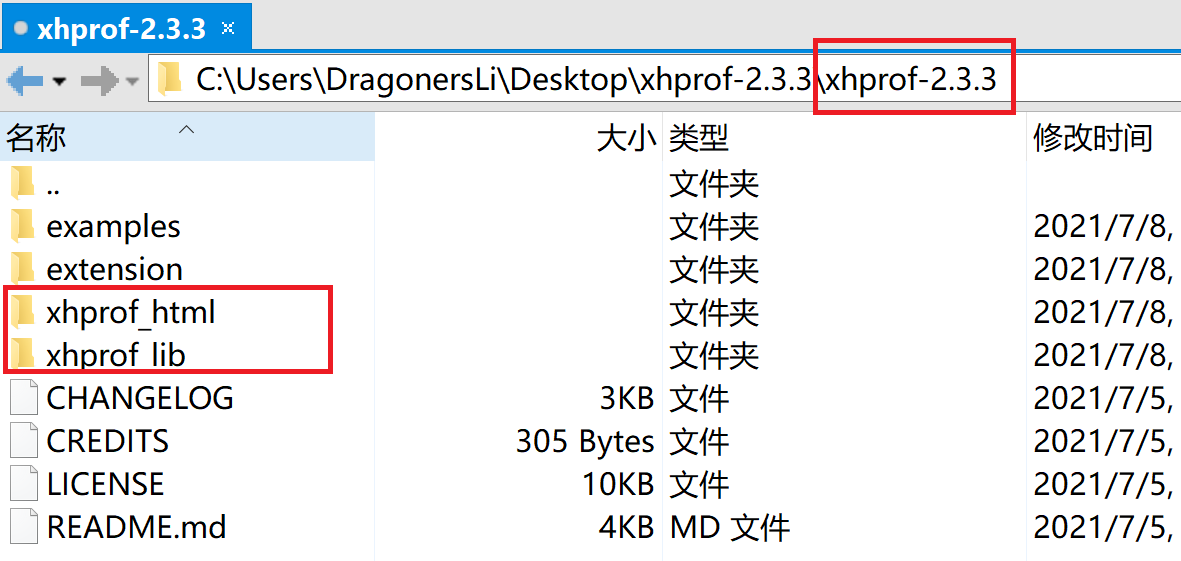 xhprof-2.3.3 ×
C:\Users\DragonersLi\Desktop\xhprof-2.3.3\xhprof-2.3.3
名称 大小 类型 修改时间
.. 文件夹
examples 文件夹 2021/7/8,
extension 文件夹 2021/7/8,
xhprof_html 文件夹 2021/7/8,
xhprof_lib 文件夹 2021/7/8,
CHANGELOG 3KB 文件 2021/7/5,
CREDITS 305 Bytes 文件 2021/7/5,
LICENSE 10KB 文件 2021/7/5,
README.md 4KB MD 文件 2021/7/5,